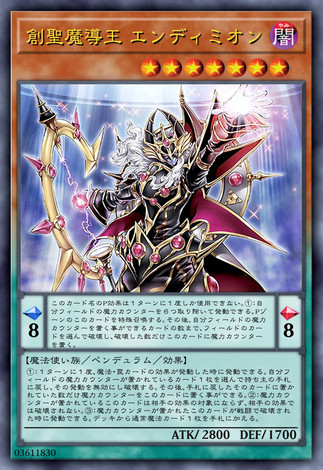 創聖魔導王 エンディミオン
闇
やみ
このカード名のP効果は1ターンに1度しか使用できない。①:自
分フィールドの魔力カウンターを6つ取り除いて発動できる。Pゾ
ーンのこのカードを特殊召喚する。その後、自分フィールドの魔力
カウンターを置く事ができるカードの数まで、フィールドのカー
ドを選んで破壊し、破壊した数だけ魔力カウンターをこのカードに
置く。
8
8
【魔法使い族/ペンデュラム/効果】
①:1ターンに1度、魔法・罠カードの効果が発動した時に発動できる。自分フ
ィールドの魔力カウンターが置かれているカード1枚を選んで持ち主の手札
に戻し、その発動を無効にし破壊する。その後、手札に戻したそのカードに置か
れていた数だけ魔力カウンターをこのカードに置く事ができる。②:魔力カウン
ターが置かれているこのカードは相手の効果の対象にならず、相手の効果で
は破壊されない。③:魔力カウンターが置かれたこのカードが戦闘で破壊され
た時に発動できる。デッキから通常魔法カード1枚を手札に加える。
ATK/ 2800 DEF/1700
03611830